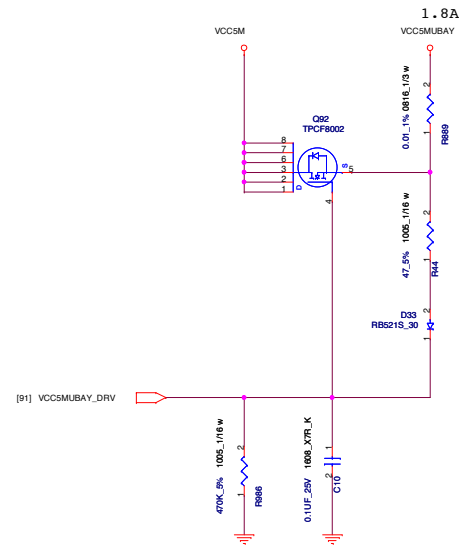 1.8A
VCC5M
VCC5MUBAY
2
0.01_1% 0816_1/3 w
1
R889
Q92
TPCF8002
8
7
6
3
2
1
D
S
5
4
2
47_5% 1005_1/16 w
1
R44
D33
RB521S_30
2
1
[91] VCC5MUBAY_DRV
2
470K_5% 1005_1/16 w
1
R986
1
0.1UF_25V 1608_X7R_K
2
C10